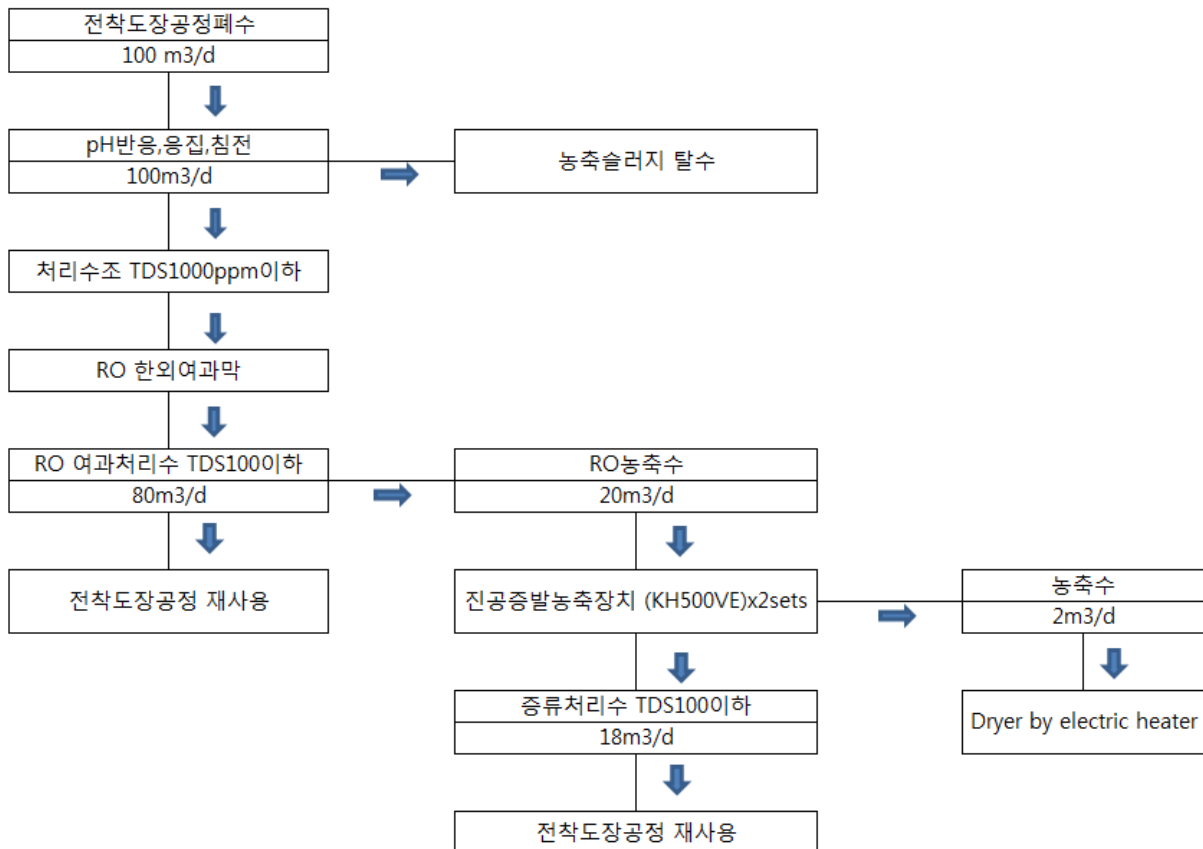 전착도장공정폐수
100 m3/d
pH반응,응집,침전
100m3/d
농축슬러지 탈수
처리수조 TDS1000ppm이하
RO 한외여과막
RO 여과처리수 TDS100이하
80m3/d
RO농축수
20m3/d
전착도장공정 재사용
진공증발농축장치 (KH500VE)x2sets
농축수
2m3/d
증류처리수 TDS100이하
18m3/d
Dryer by electric heater
전착도장공정 재사용